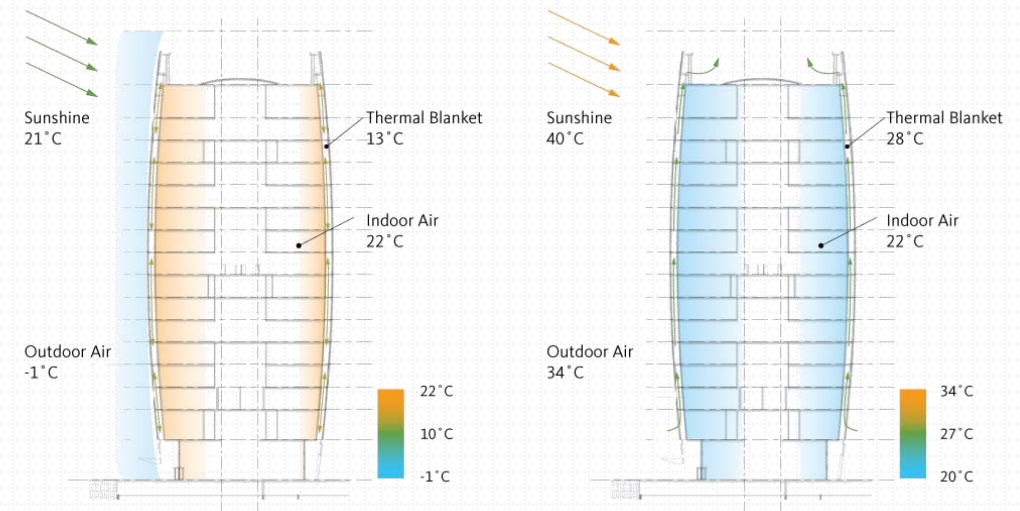 Sunshine
21˚C
Thermal Blanket
13˚C
Indoor Air
22˚C
Outdoor Air
-1˚C
22˚C
10˚C
-1˚C
Sunshine
40˚C
Thermal Blanket
28˚C
Indoor Air
22˚C
Outdoor Air
34˚C
34˚C
27˚C
20˚C